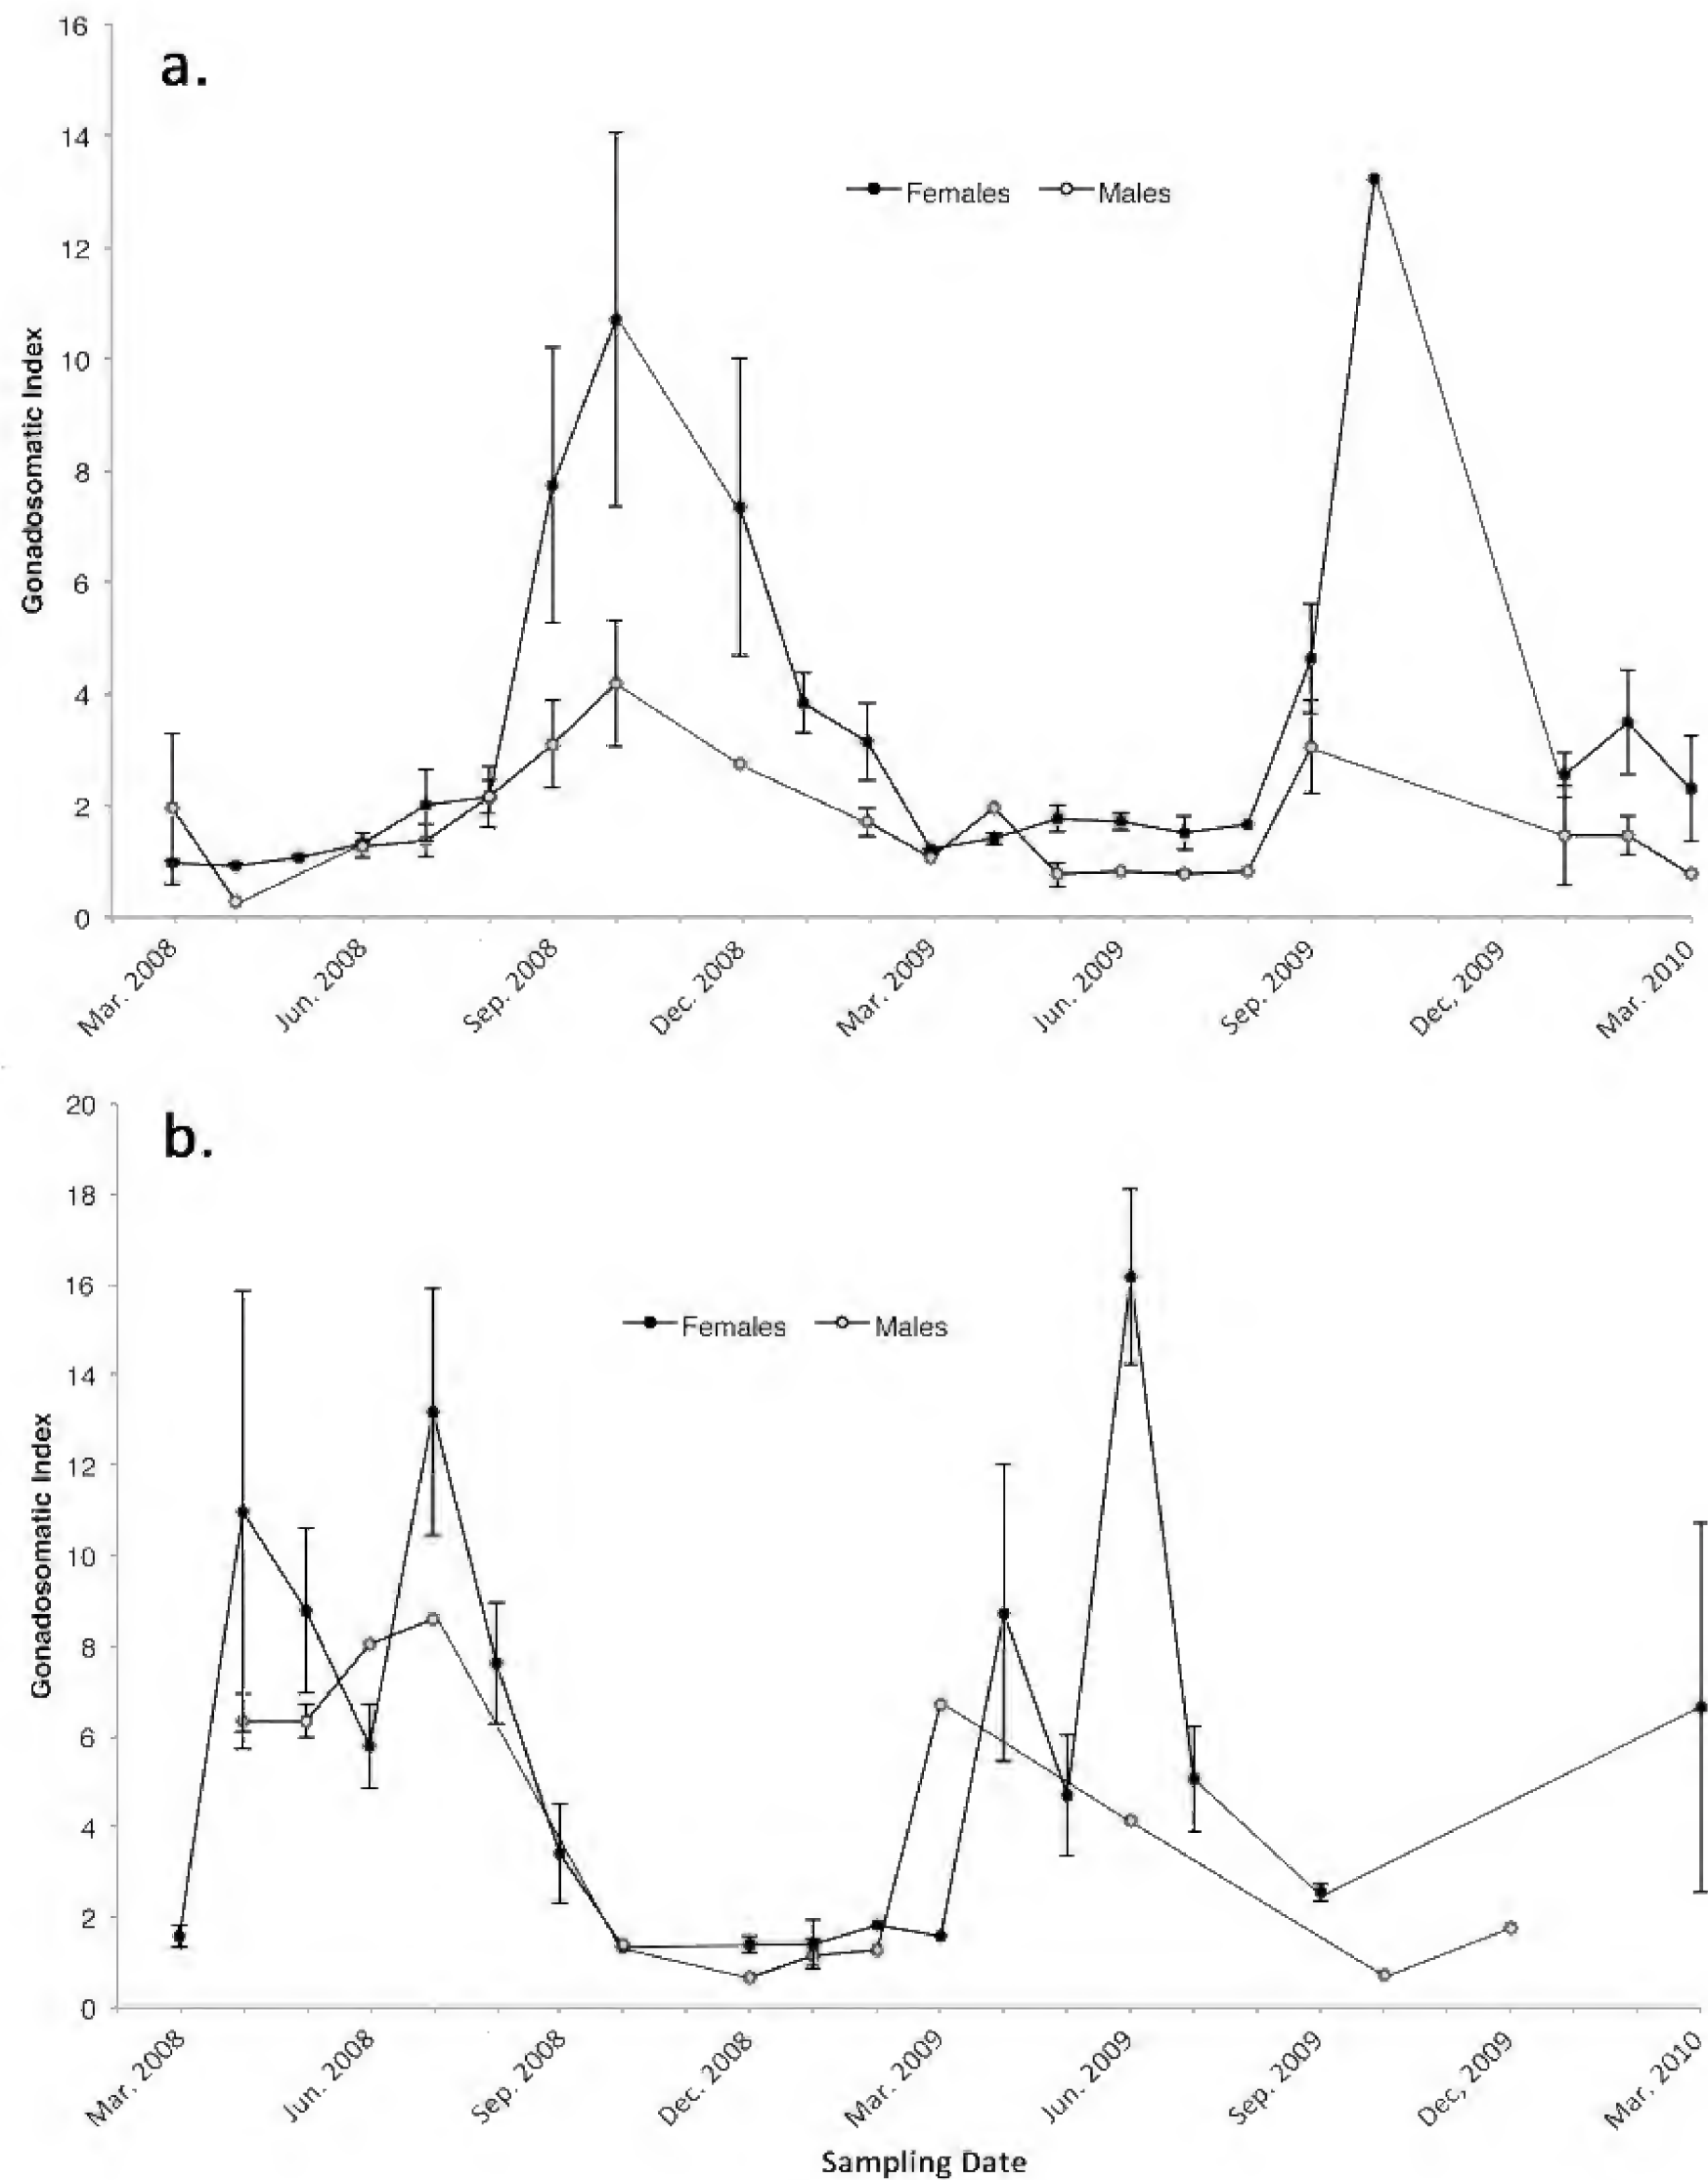 a.
16
14
12
10
8
6
4
2
0
Gonadosomatic Index
Females Males
Mar. 2008 Jun. 2008 Sep. 2008 Dec. 2008 Mar. 2009 Jun. 2009 Sep. 2009 Dec, 2009 Mar. 2010
b.
20
18
16
14
12
10
8
6
4
2
0
Gonadosomatic Index
Females Males
Mar. 2008 Jun. 2008 Sep. 2008 Dec. 2008 Mar. 2009 Jun. 2009 Sep. 2009 Dec, 2009 Mar. 2010
Sampling Date